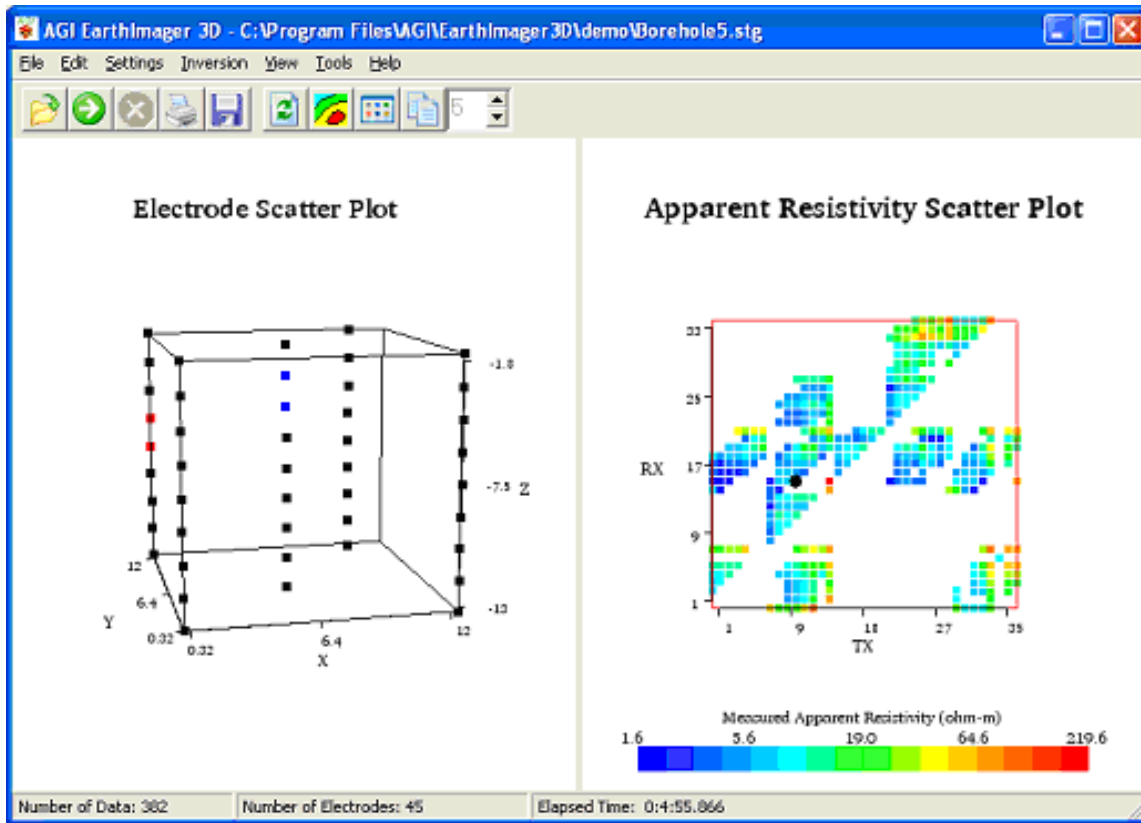 AGI EarthImager 3D - C:\Program Files\AGI\EarthImager3D\demo\Borehole5.stg
File Edit Settings Inversion View Tools Help
5
Electrode Scatter Plot
-1.8
-7.5 Z
12
6.4
Y
0.32
-13
0.32
6.4
12
X
Apparent Resistivity Scatter Plot
33
25
RX 17
9
1
1 9 18 27 35
TX
Measured Apparent Resistivity (ohm-m)
1.6 5.6 19.0 64.6 219.6
Number of Data: 382 Number of Electrodes: 45 Elapsed Time: 0:4:55.866